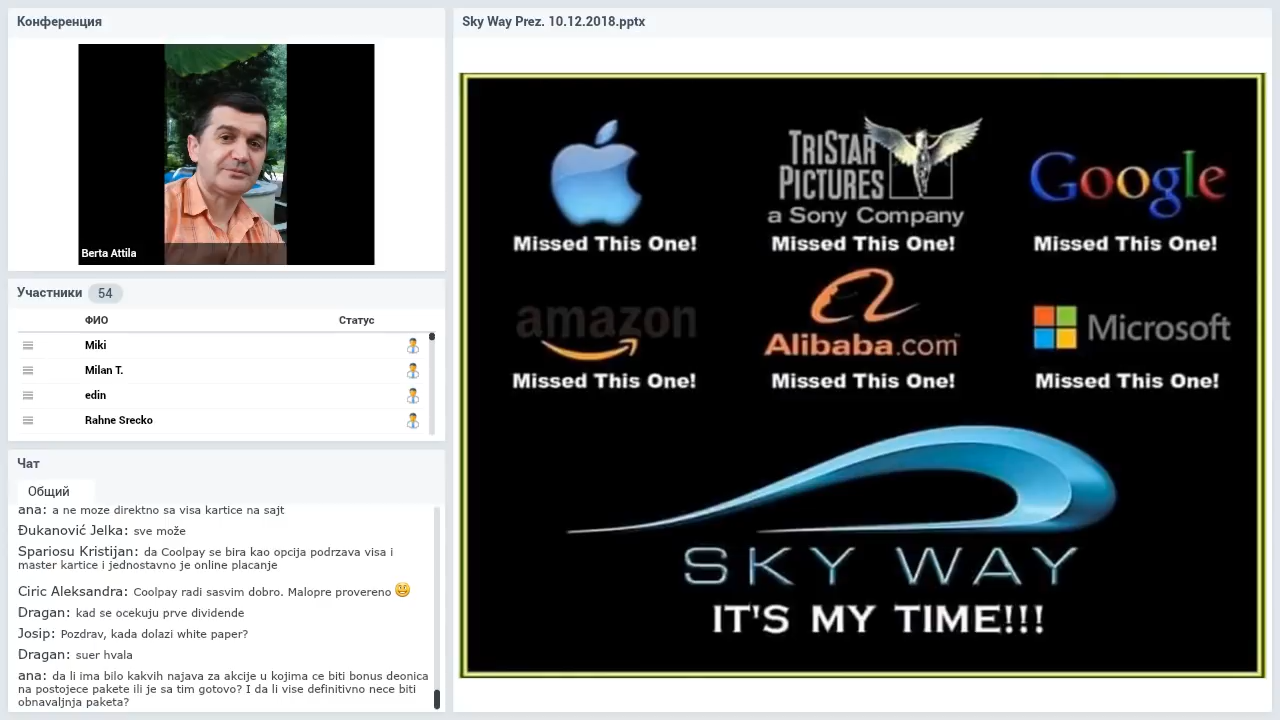 Конференция
Berta Attila
Участники 54
ФИО Статус
Miki
Milan T.
edin
Rahne Srecko
Чат
Общий
ana: a ne moze direktno sa visa kartice na sajt
Đukanović Jelka: sve može
Spariosu Kristijan: da Coolpay se bira kao opcija podrzava visa i
master kartice i jednostavno je online placanje
Ciric Aleksandra: Coolpay radi sasvim dobro. Malopre provereno
Dragan: kad se ocekuju prve dividende
Josip: Pozdrav, kada dolazi white paper?
Dragan: suer hvala
ana: da li ima bilo kakvih najava za akcije u kojima ce biti bonus deonica
na postojece pakete ili je sa tim gotovo? I da li vise definitivno nece biti
obnavaljnja paketa?
Sky Way Prez. 10.12.2018.pptx
TriStar
Pictures
a Sony Company
Google
Missed This One! Missed This One! Missed This One!
amazon
Alibaba.com
Microsoft
Missed This One! Missed This One! Missed This One!
SKY WAY
IT'S MY TIME!!!